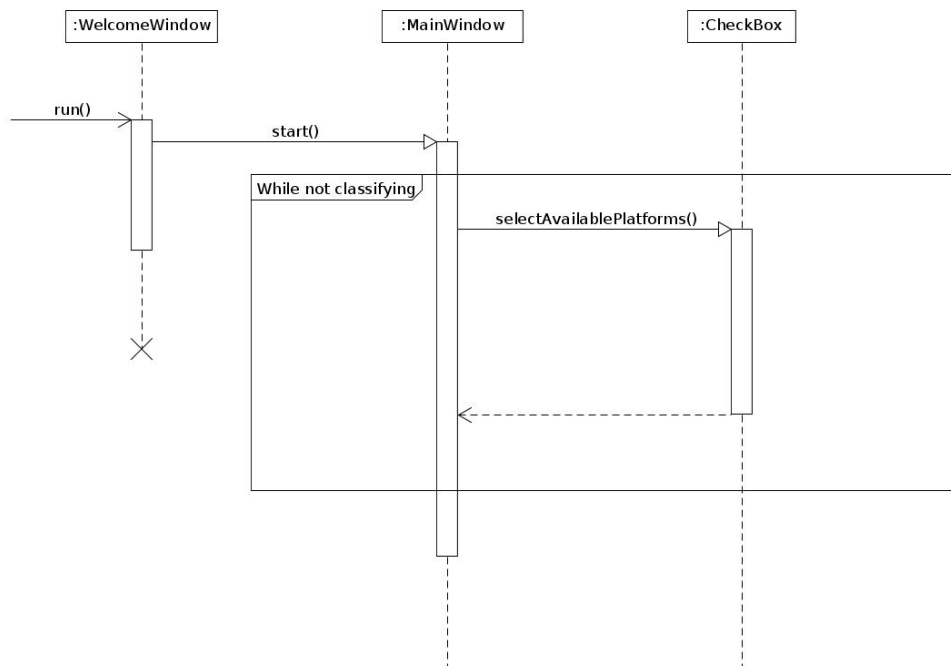 :WelcomeWindow
:MainWindow
:CheckBox
run()
start()
While not classifying
selectAvailablePlatforms()